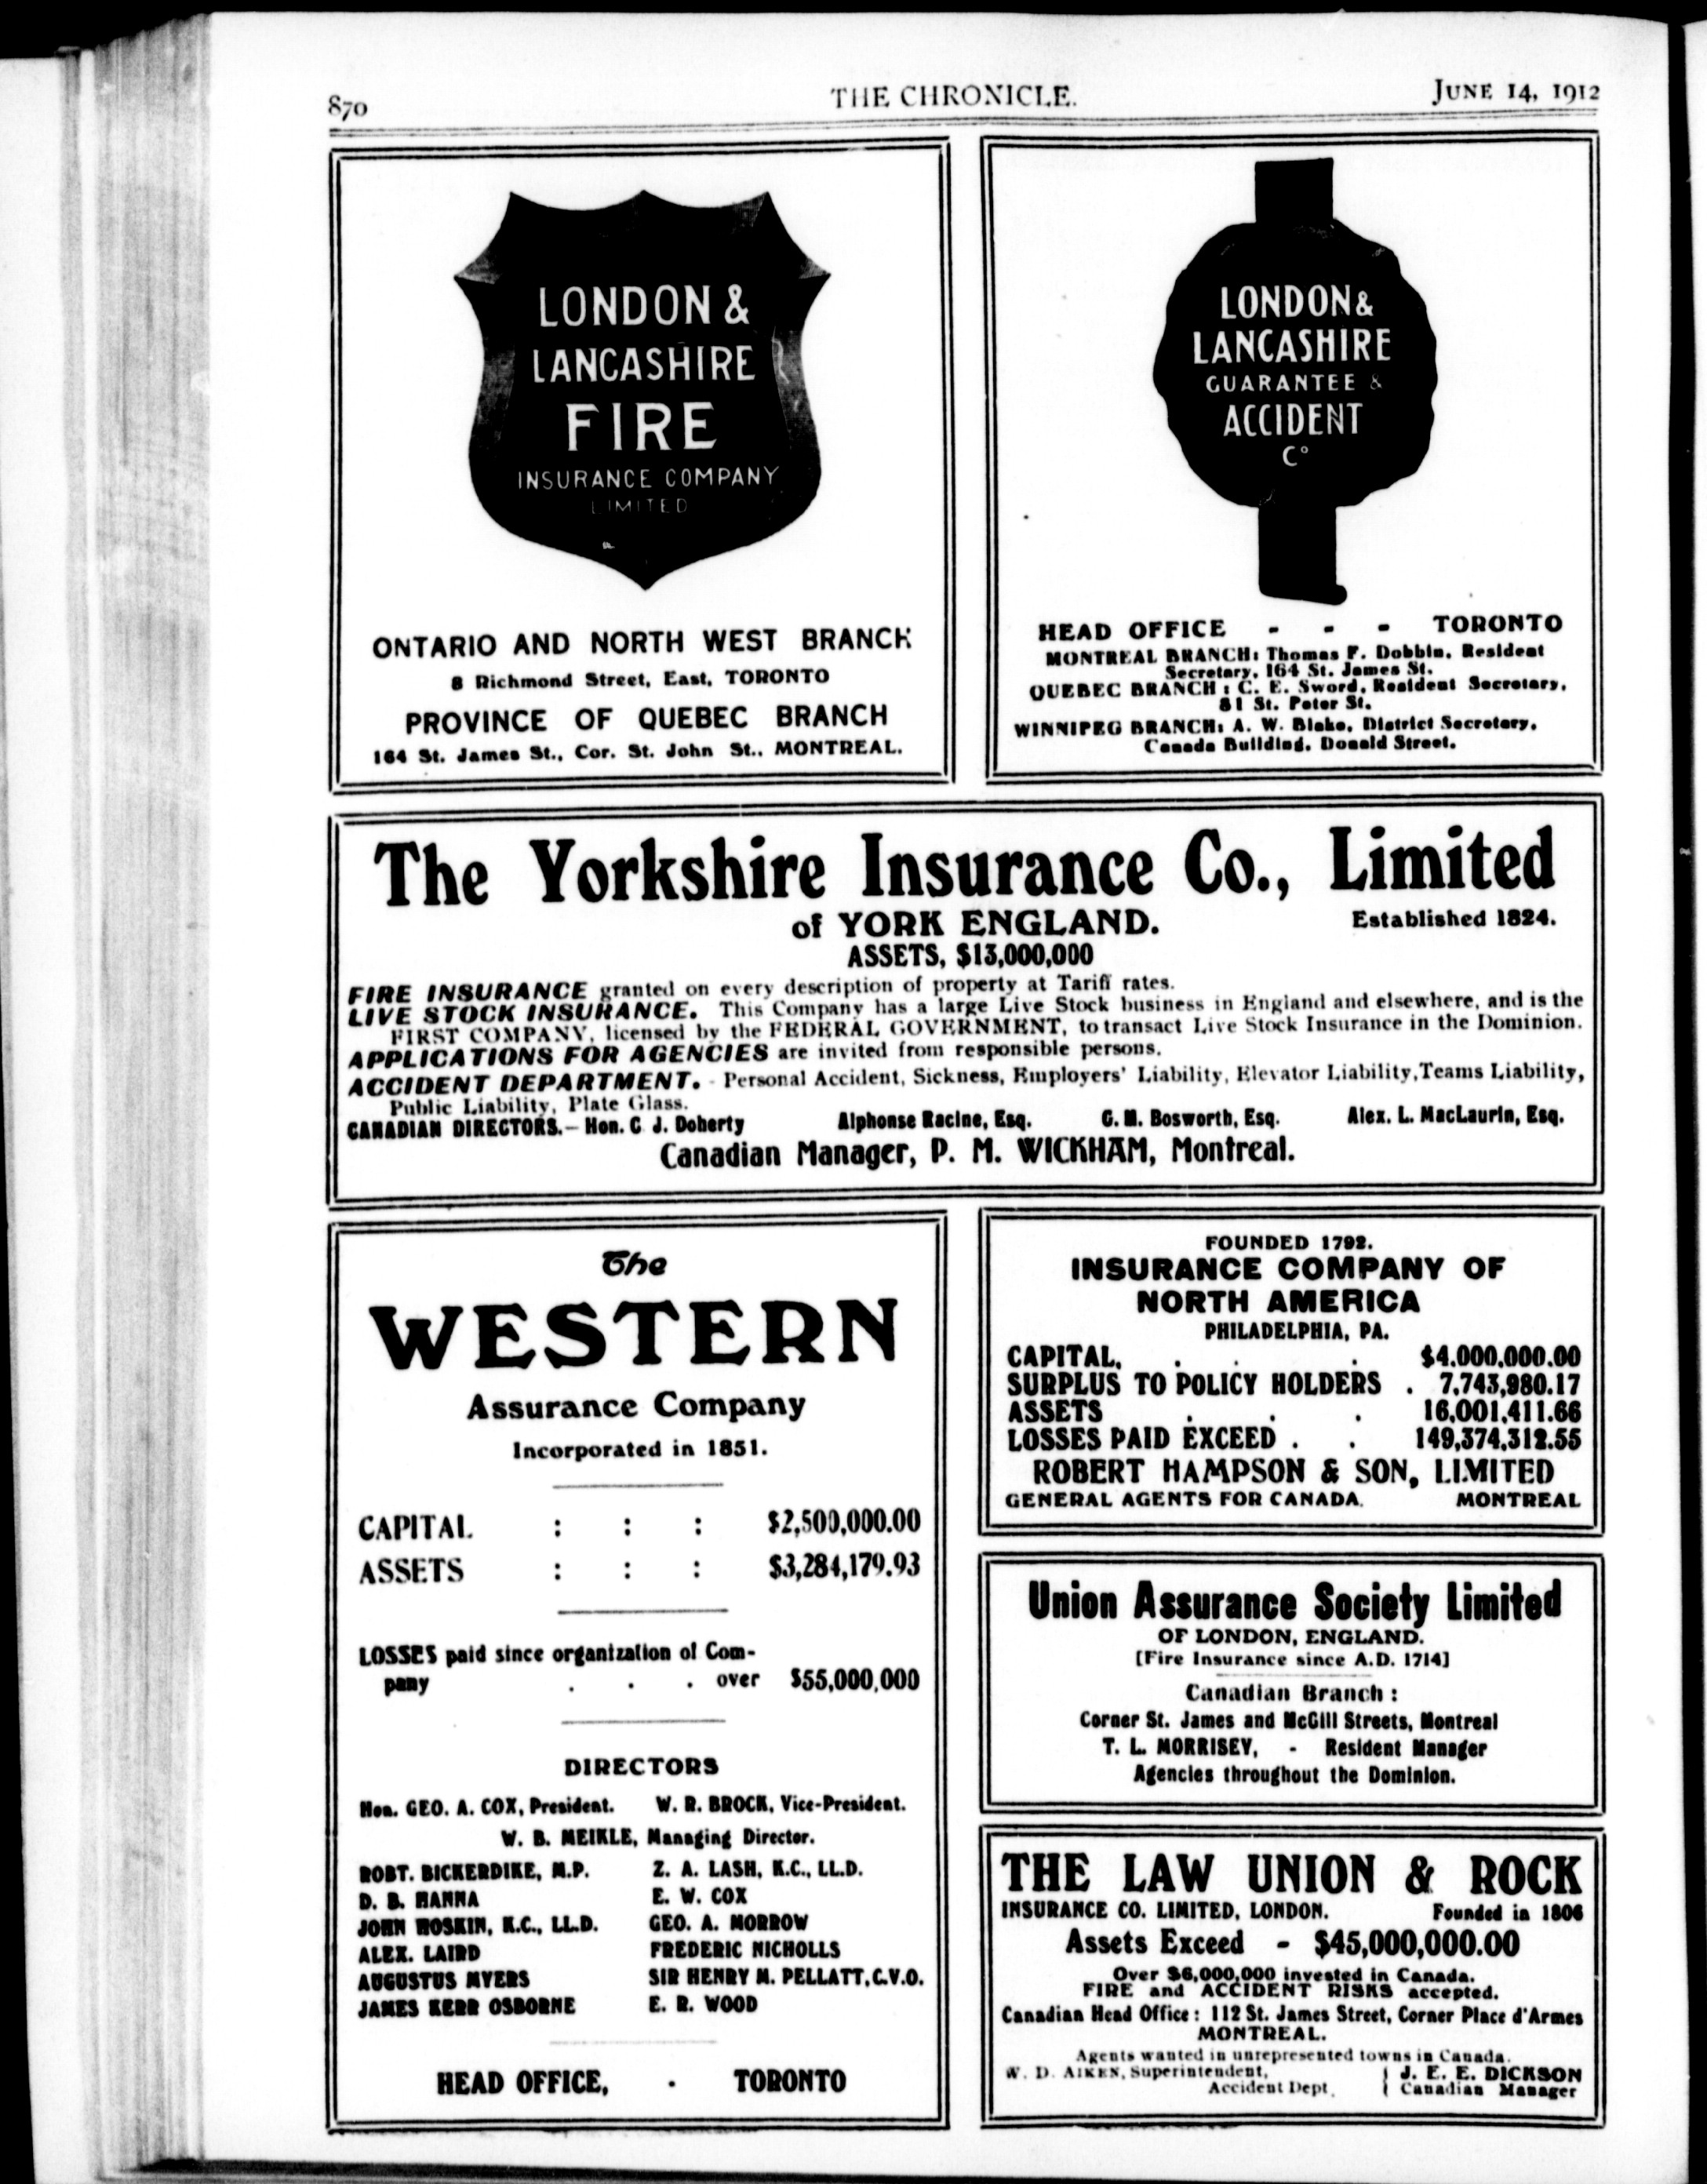 870
THE CHRONICLE.
JUNE 14, 1912
LONDON &
LANCASHIRE
FIRE
INSURANCE COMPANY
LIMITED
ONTARIO AND NORTH WEST BRANCH
8 Richmond Street, East, TORONTO
PROVINCE OF QUEBEC BRANCH
164 St. James St., Cor. St. John St., MONTREAL.
LONDON &
LANCASHIRE
GUARANTEE &
ACCIDENT
Co
HEAD OFFICE - - - TORONTO
MONTREAL BRANCH: Thomas F. Dobbin, Resident
Secretary, 164 St. James St.
QUEBEC BRANCH : C. E. Sword, Resident Secretary,
81 St. Peter St.
WINNIPEG BRANCH: A. W. Blake, District Secretary,
Canada Building, Donald Street.
The Yorkshire Insurance Co., Limited
of YORK ENGLAND.
Established 1824.
ASSETS, $13,000,000
FIRE INSURANCE granted on every description of property at Tariff rates.
LIVE STOCK INSURANCE. This Company has a large Live Stock business in England and elsewhere, and is the
FIRST COMPANY, licensed by the FEDERAL GOVERNMENT, to transact Live Stock Insurance in the Dominion.
APPLICATIONS FOR AGENCIES are invited from responsible persons.
ACCIDENT DEPARTMENT. - Personal Accident, Sickness, Employers' Liability, Elevator Liability, Teams Liability,
Public Liability, Plate Glass.
CANADIAN DIRECTORS.— Hon. C. J. Doherty Alphonse Racine, Esq. G. M. Bosworth, Esq. Alex. L. MacLaurin, Esq.
Canadian Manager, P. M. WICKHAM, Montreal.
The
WESTERN
Assurance Company
Incorporated in 1851.
CAPITAL : : : $2,500,000.00
ASSETS : : : $3,284,179.93
LOSSES paid since organization of Com-
pany . . . over $55,000,000
DIRECTORS
Hon. GEO. A. COX, President. W. R. BROCK, Vice-President.
W. B. MEIKLE, Managing Director.
ROBT. BICKERDIKE, M.P. Z. A. LASH, K.C., LL.D.
D. B. HANNA E. W. COX
JOHN HOSKIN, K.C., LL.D. GEO. A. MORROW
ALEX. LAIRD FREDERIC NICHOLLS
AUGUSTUS MYERS SIR HENRY M. PELLATT, C.V.O.
JAMES KERR OSBORNE E. R. WOOD
HEAD OFFICE, - TORONTO
FOUNDED 1792.
INSURANCE COMPANY OF
NORTH AMERICA
PHILADELPHIA, PA.
CAPITAL, . . . $4,000,000.00
SURPLUS TO POLICY HOLDERS . 7,743,980.17
ASSETS . . . 16,001,411.66
LOSSES PAID EXCEED . . 149,374,312.55
ROBERT HAMPSON & SON, LIMITED
GENERAL AGENTS FOR CANADA. MONTREAL
Union Assurance Society Limited
OF LONDON, ENGLAND.
[Fire Insurance since A.D. 1714]
Canadian Branch :
Corner St. James and McGill Streets, Montreal
T. L. MORRISEY, - Resident Manager
Agencies throughout the Dominion.
THE LAW UNION & ROCK
INSURANCE CO. LIMITED, LONDON. Founded in 1806
Assets Exceed - $45,000,000.00
Over $6,000,000 invested in Canada.
FIRE and ACCIDENT RISKS accepted.
Canadian Head Office : 112 St. James Street, Corner Place d'Armes
MONTREAL.
Agents wanted in unrepresented towns in Canada.
W. D. AIKEN, Superintendent, J. E. E. DICKSON
Accident Dept. Canadian Manager